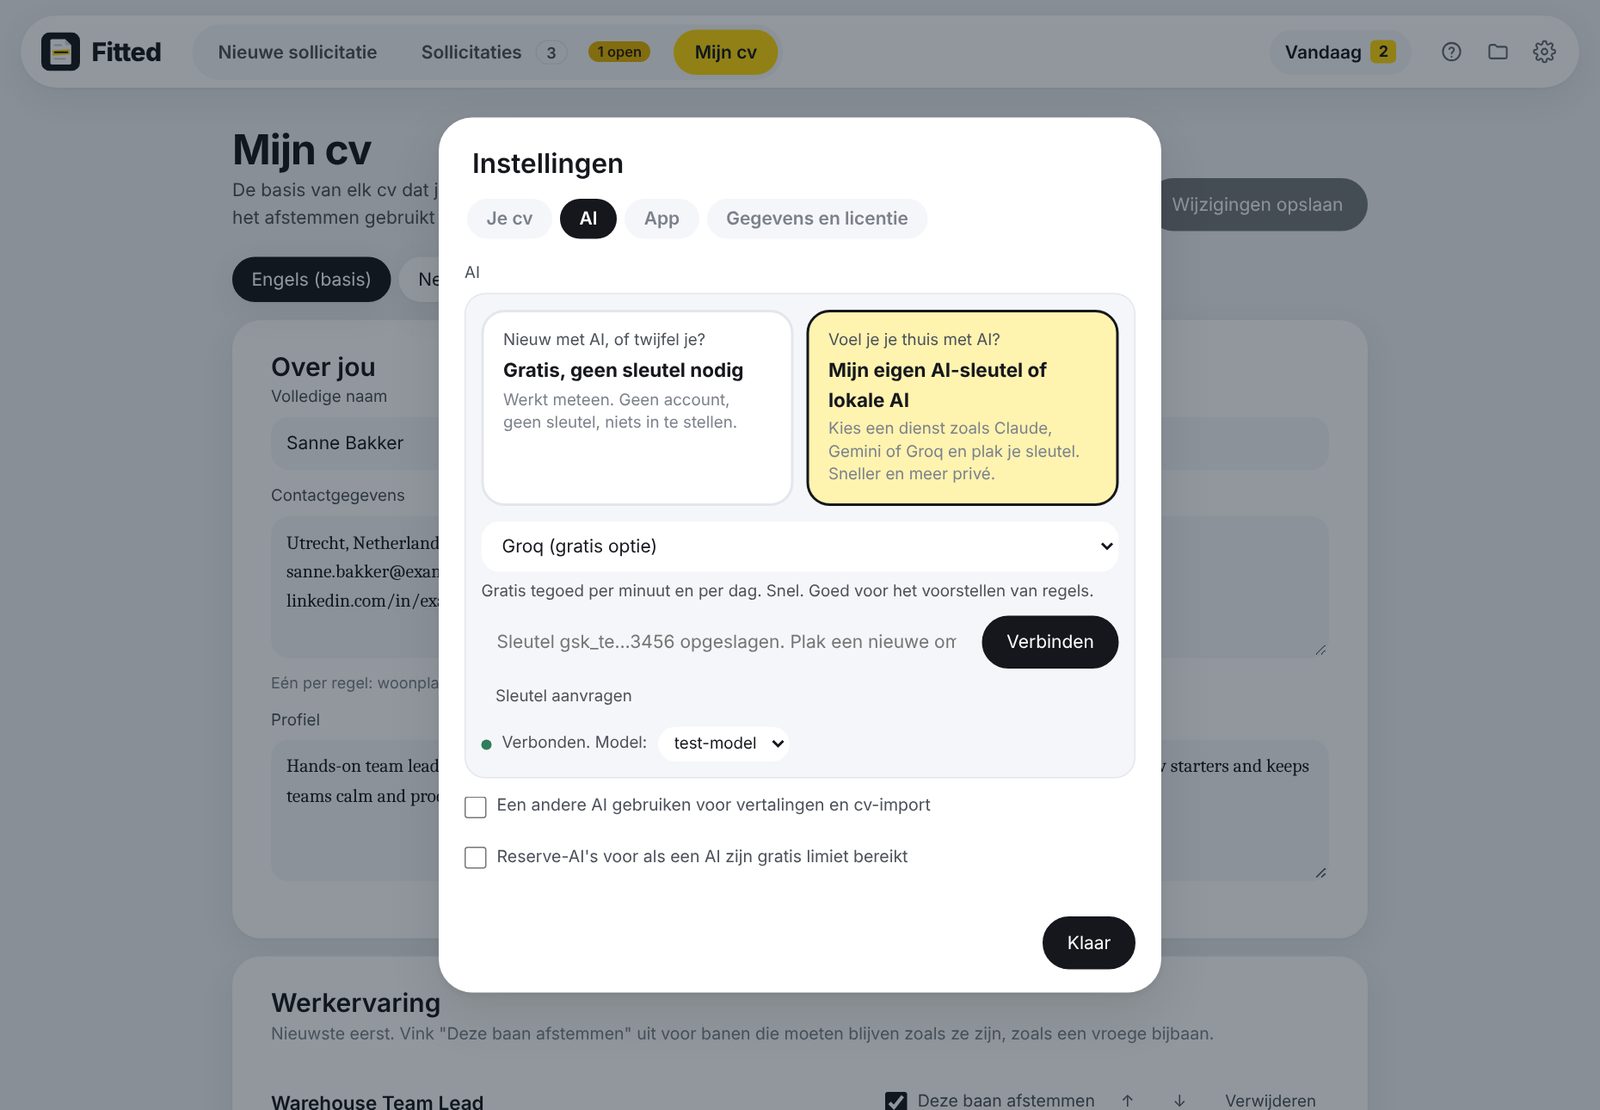 Fitted
Nieuwe sollicitatie
Sollicitaties 3
1 open
Mijn cv
Vandaag 2
Mijn cv
De basis van elk cv dat j
het afstemmen gebruikt
Wijzigingen opslaan
Engels (basis)
Ne
Over jou
Volledige naam
Sanne Bakker
Contactgegevens
Utrecht, Netherland
sanne.bakker@exan
linkedin.com/in/exa
Eén per regel: woonpla
Profiel
Hands-on team lead
teams calm and prod
starters and keeps
Instellingen
Je cv
AI
App
Gegevens en licentie
AI
Nieuw met AI, of twijfel je?
Gratis, geen sleutel nodig
Werkt meteen. Geen account,
geen sleutel, niets in te stellen.
Voel je je thuis met AI?
Mijn eigen AI-sleutel of
lokale AI
Kies een dienst zoals Claude,
Gemini of Groq en plak je sleutel.
Sneller en meer privé.
Groq (gratis optie)
Gratis tegoed per minuut en per dag. Snel. Goed voor het voorstellen van regels.
Sleutel gsk_te...3456 opgeslagen. Plak een nieuwe om
Verbinden
Sleutel aanvragen
Verbonden. Model:
test-model
Een andere AI gebruiken voor vertalingen en cv-import
Reserve-AI's voor als een AI zijn gratis limiet bereikt
Klaar
Werkervaring
Nieuwste eerst. Vink "Deze baan afstemmen" uit voor banen die moeten blijven zoals ze zijn, zoals een vroege bijbaan.
Warehouse Team Lead
Deze baan afstemmen
↑
↓
Verwijderen